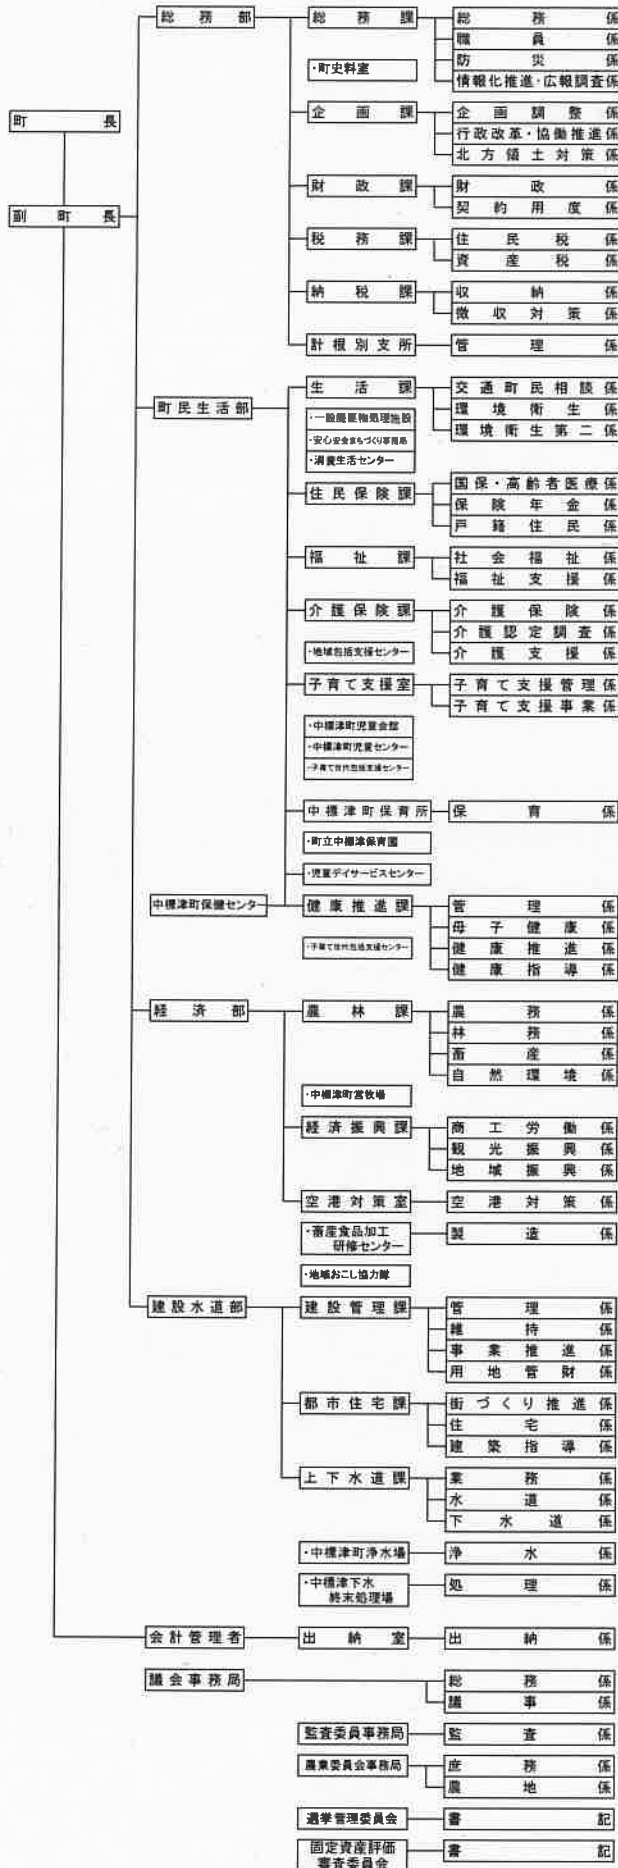 町長
副町長
総務部
総務課
総務係
職員係
防災係
情報化推進・広報調査係
・町史料室
企画課
企画調整係
行政改革・協働推進係
北方領土対策係
財政課
財政係
契約用度係
税務課
住民税係
資産税係
納税課
収納係
徴収対策係
計根別支所
管理係
町民生活部
生活課
交通町民相談係
環境衛生係
環境衛生第二係
・一般廃棄物処理施設
・安心安全まちづくり事務局
・消費生活センター
住民保険課
国保・高齢者医療係
保険年金係
戸籍住民係
福祉課
社会福祉係
福祉支援係
介護保険課
介護保険係
介護認定調査係
介護支援係
・地域包括支援センター
子育て支援室
子育て支援管理係
子育て支援事業係
・中標津町児童会館
・中標津町児童センター
・子育て世代包括支援センター
中標津町保育所
保育係
・町立中標津保育園
・児童デイサービスセンター
中標津町保健センター
健康推進課
管理係
母子健康係
健康推進係
健康指導係
・子育て世代包括支援センター
経済部
農林課
農務係
林務係
畜産係
自然環境係
・中標津町営牧場
経済振興課
商工労働係
観光振興係
地域振興係
空港対策室
空港対策係
・畜産食品加工
研修センター
製造係
・地域おこし協力隊
建設水道部
建設管理課
管理係
維持係
事業推進係
用地管財係
都市住宅課
街づくり推進係
住宅係
建築指導係
上下水道課
業務係
水道係
下水道係
・中標津町浄水場
浄水係
・中標津下水
終末処理場
処理係
会計管理者
出納室
出納係
議会事務局
総務係
議事係
監査委員事務局
監査係
農業委員会事務局
庶務係
農地係
選挙管理委員会
書記
固定資産評価
審査委員会
書記